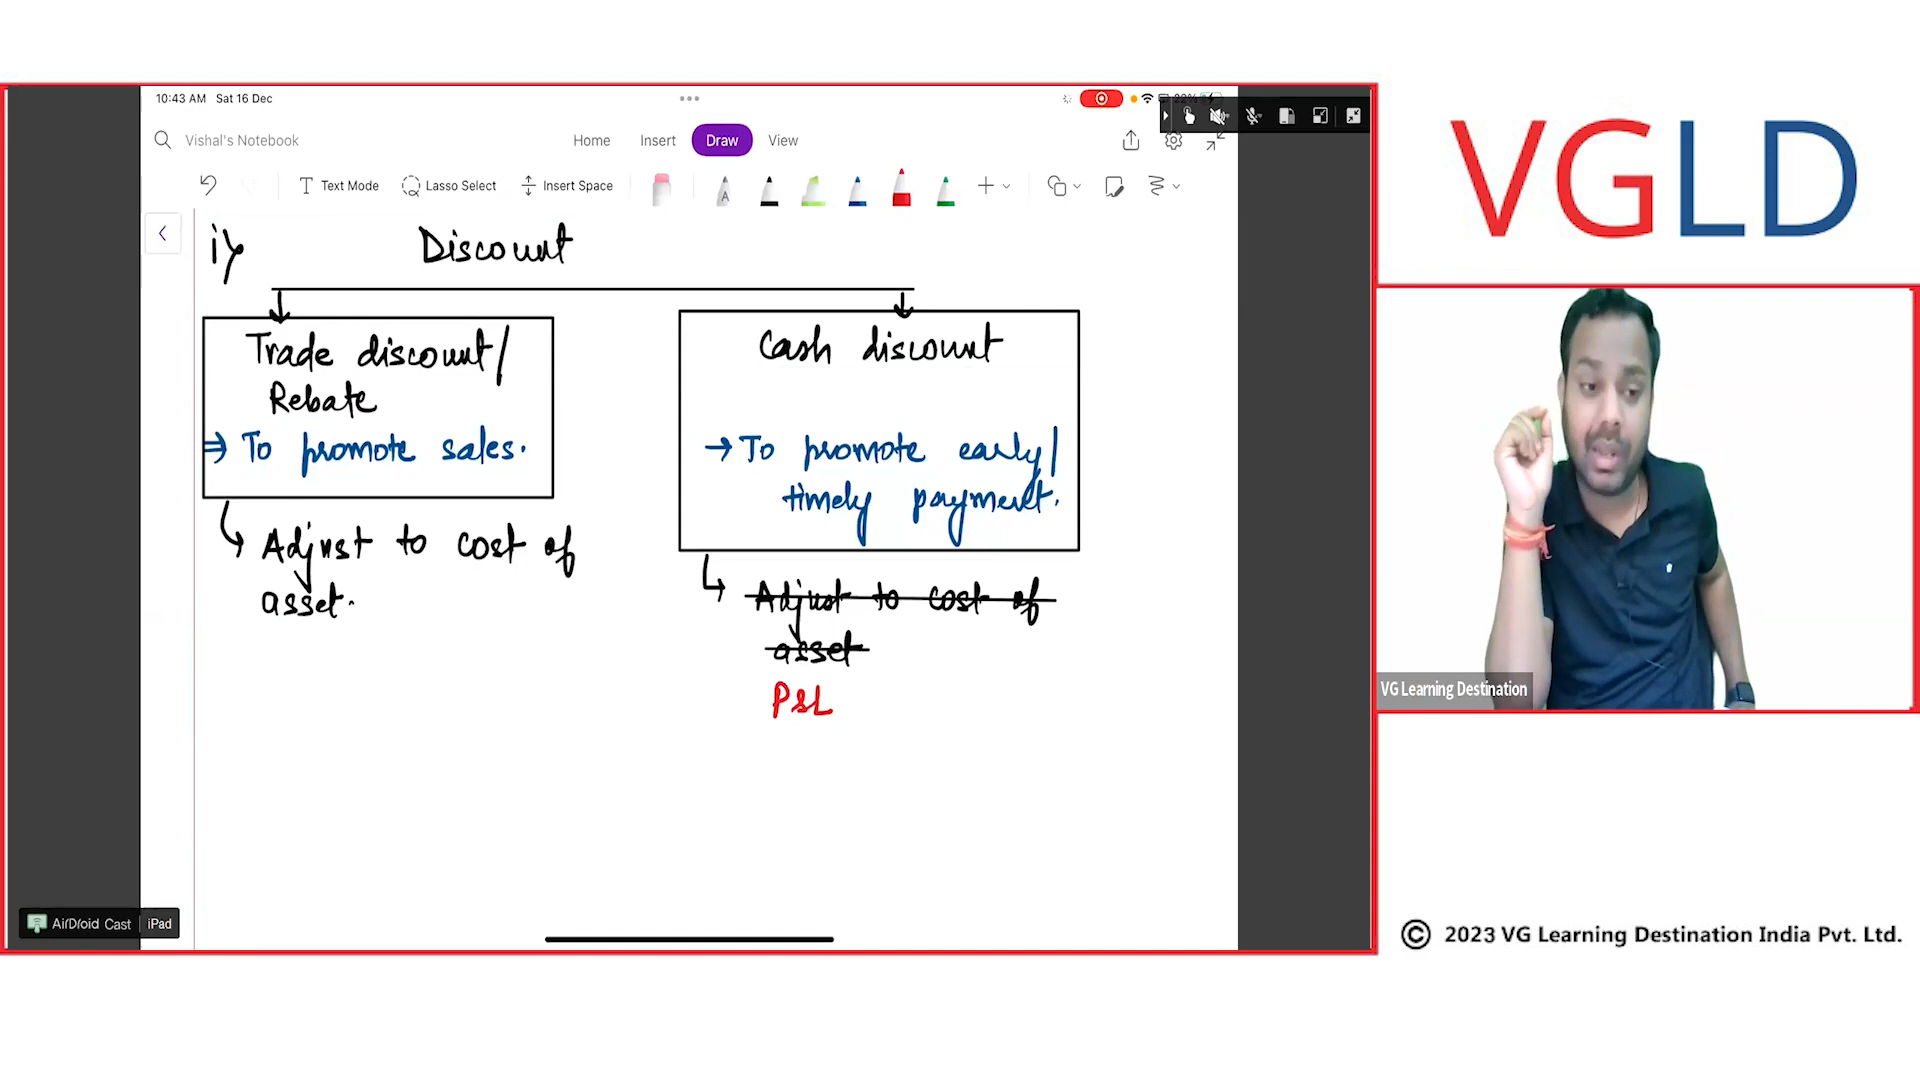 10:43 AM Sat 16 Dec
22%
Vishal's Notebook
Home Insert Draw View
Text Mode Lasso Select Insert Space
i)
Discount
Trade discount/
Rebate
⇒ To promote sales.
Adjust to cost of
asset.
Cash discount
→ To promote early/
timely payment.
Adjust to cost of
asset
P&L
AirDroid Cast iPad
VGLD
VG Learning Destination
© 2023 VG Learning Destination India Pvt. Ltd.